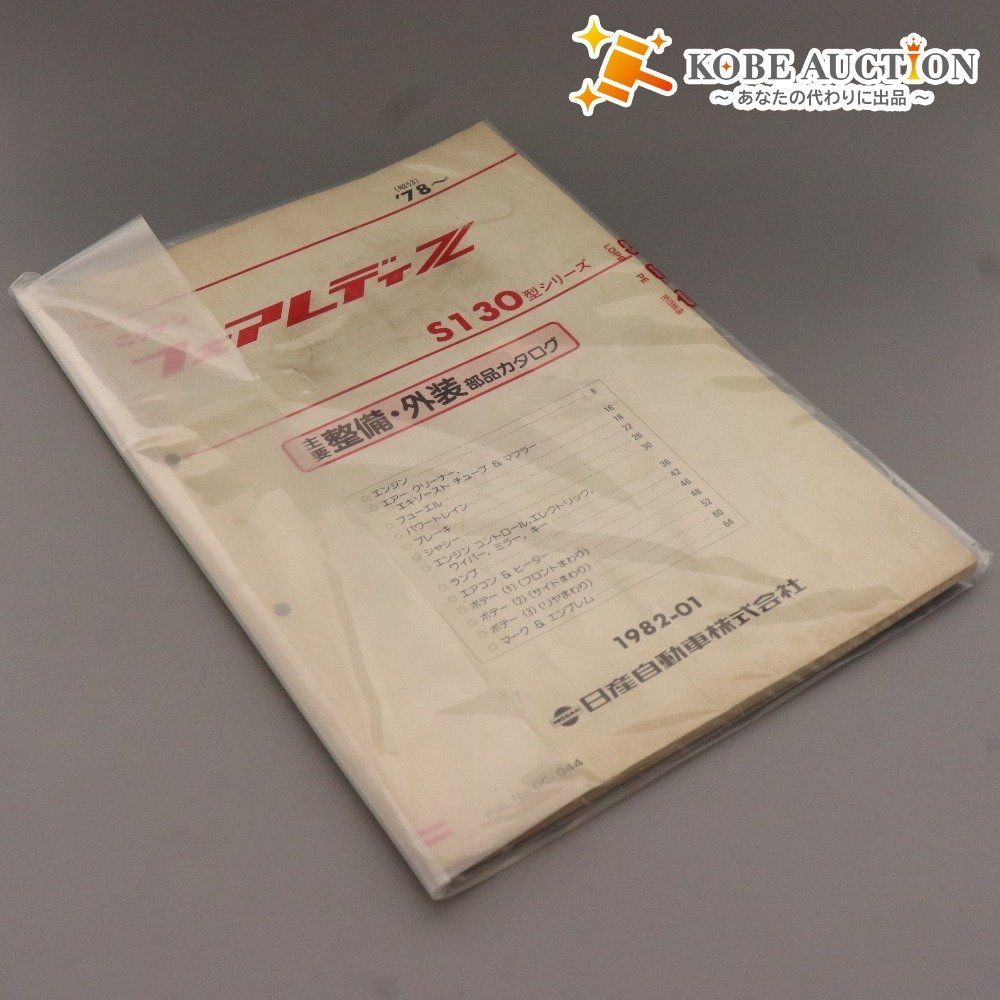 KOBE AUCTION
～ あなたの代わりに出品 ～
(昭53)
'78～
フェアレディZ
S130型シリーズ
主要 整備・外装 部品カタログ
エンジン 8
エアー クリーナー,
エキゾースト チューブ & マフラー 16
フューエル 18
パワートレイン 22
ブレーキ 26
シャシー 30
エンジン コントロール,エレクトリック,
ワイパー, ミラー, キー 36
ランプ 42
エアコン & ヒーター 46
ボデー (1) (フロントまわり) 48
ボデー (2) (サイドまわり) 52
ボデー (3) (リヤまわり) 60
マーク & エンブレム 64
1982-01
NISSAN 日産自動車株式会社